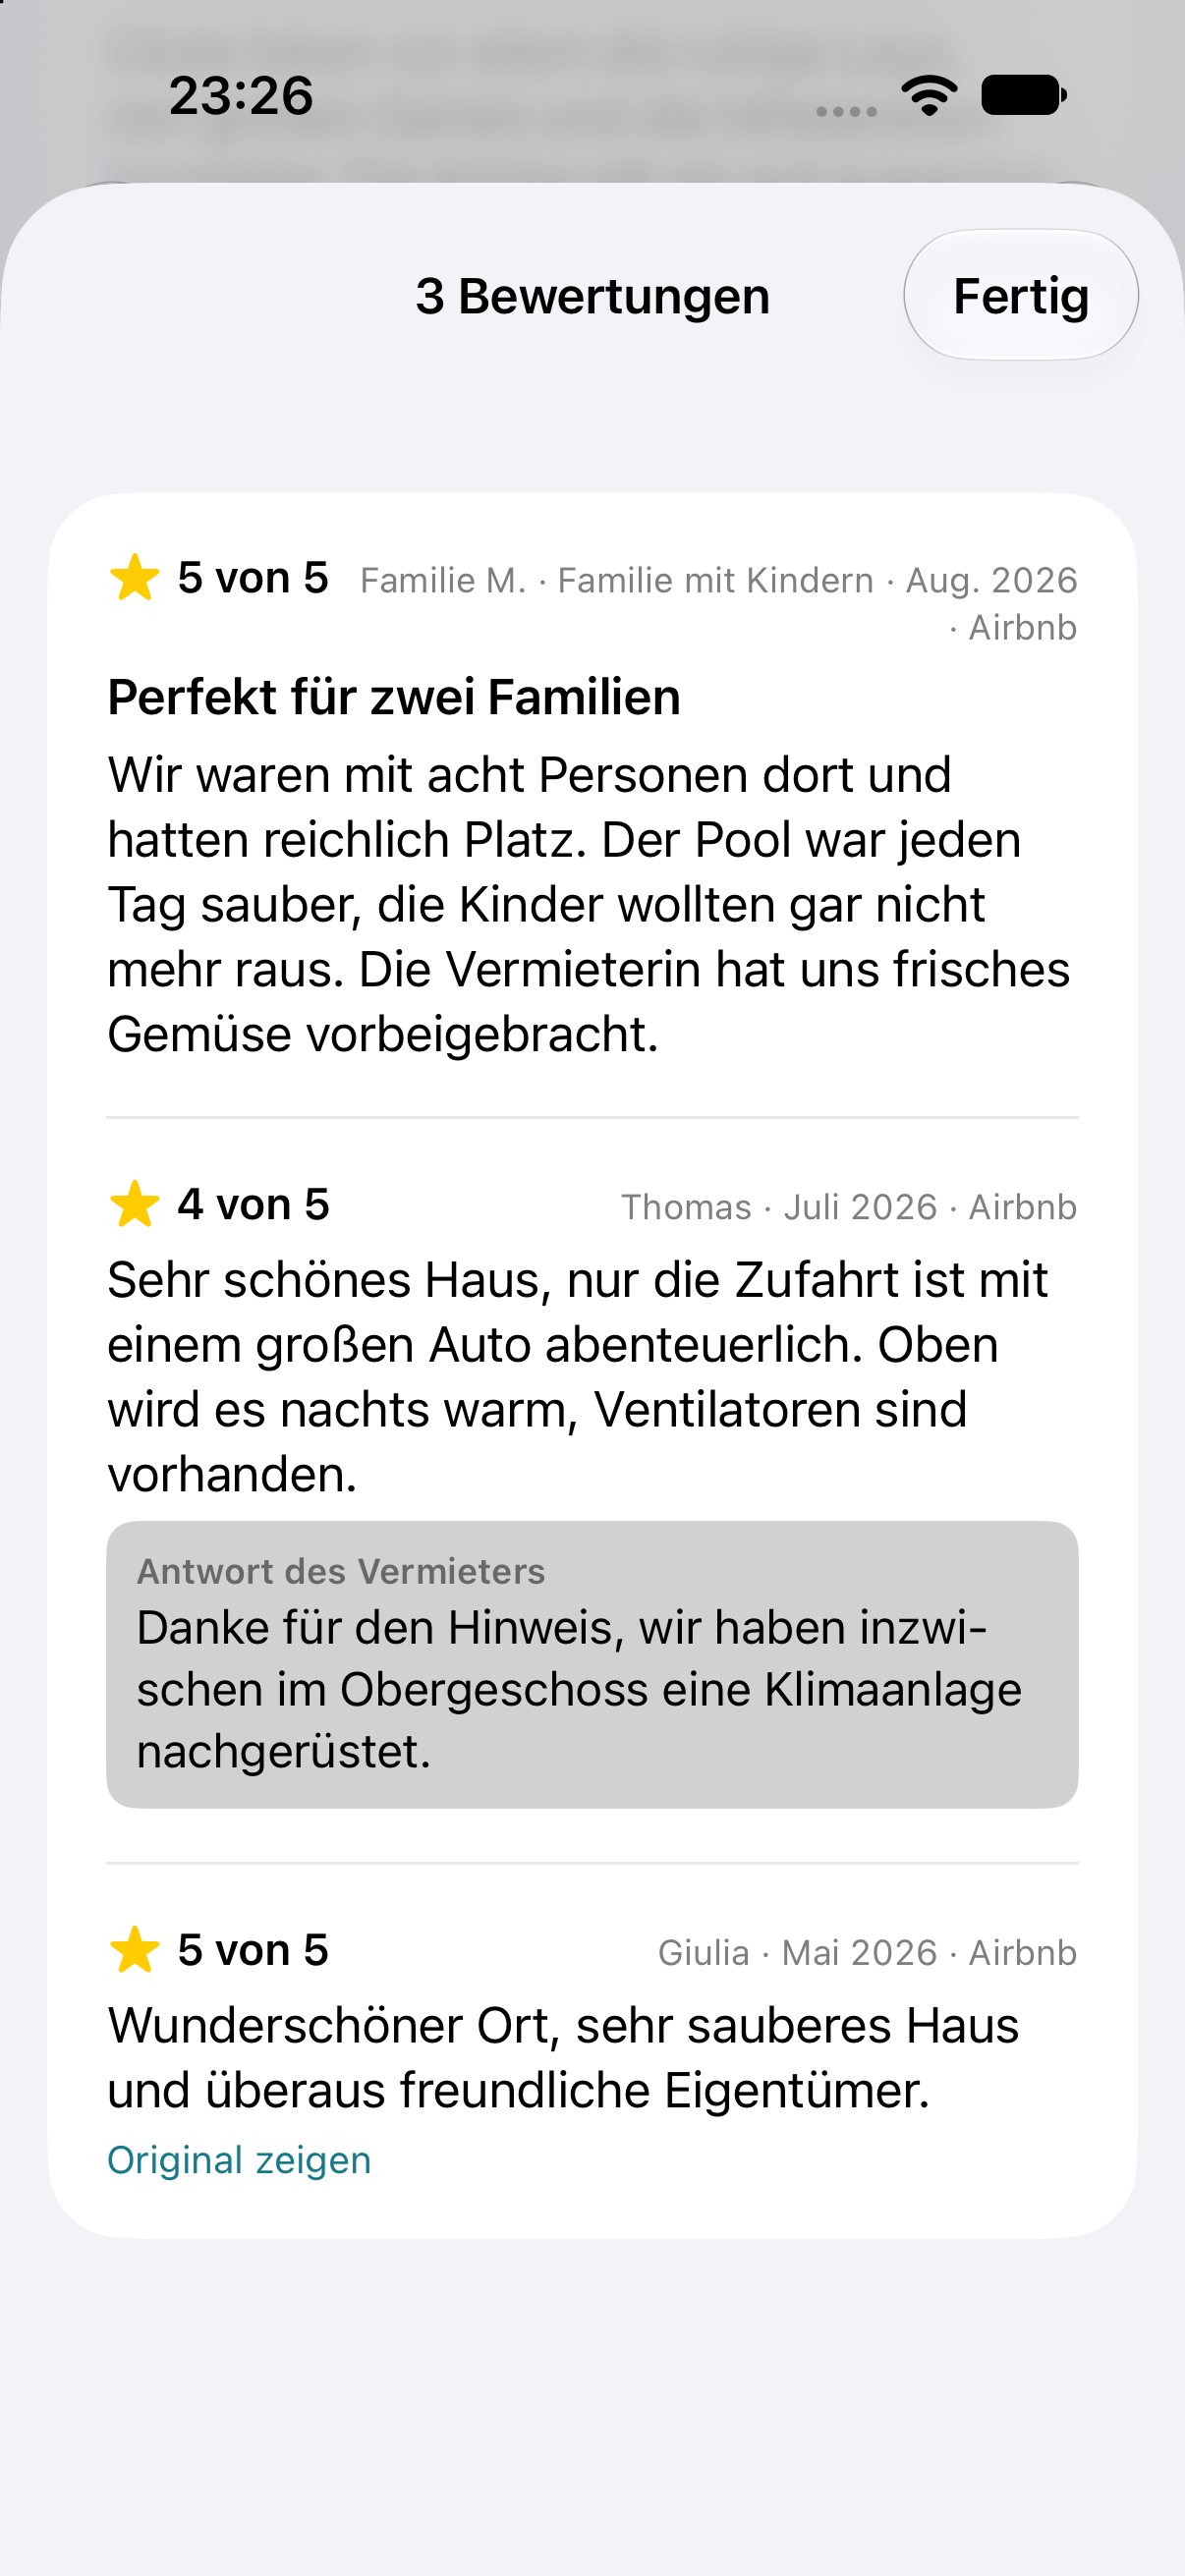 23:26
3 Bewertungen
Fertig
5 von 5
Familie M. · Familie mit Kindern · Aug. 2026
· Airbnb
Perfekt für zwei Familien
Wir waren mit acht Personen dort und
hatten reichlich Platz. Der Pool war jeden
Tag sauber, die Kinder wollten gar nicht
mehr raus. Die Vermieterin hat uns frisches
Gemüse vorbeigebracht.
4 von 5
Thomas · Juli 2026 · Airbnb
Sehr schönes Haus, nur die Zufahrt ist mit
einem großen Auto abenteuerlich. Oben
wird es nachts warm, Ventilatoren sind
vorhanden.
Antwort des Vermieters
Danke für den Hinweis, wir haben inzwi-
schen im Obergeschoss eine Klimaanlage
nachgerüstet.
5 von 5
Giulia · Mai 2026 · Airbnb
Wunderschöner Ort, sehr sauberes Haus
und überaus freundliche Eigentümer.
Original zeigen